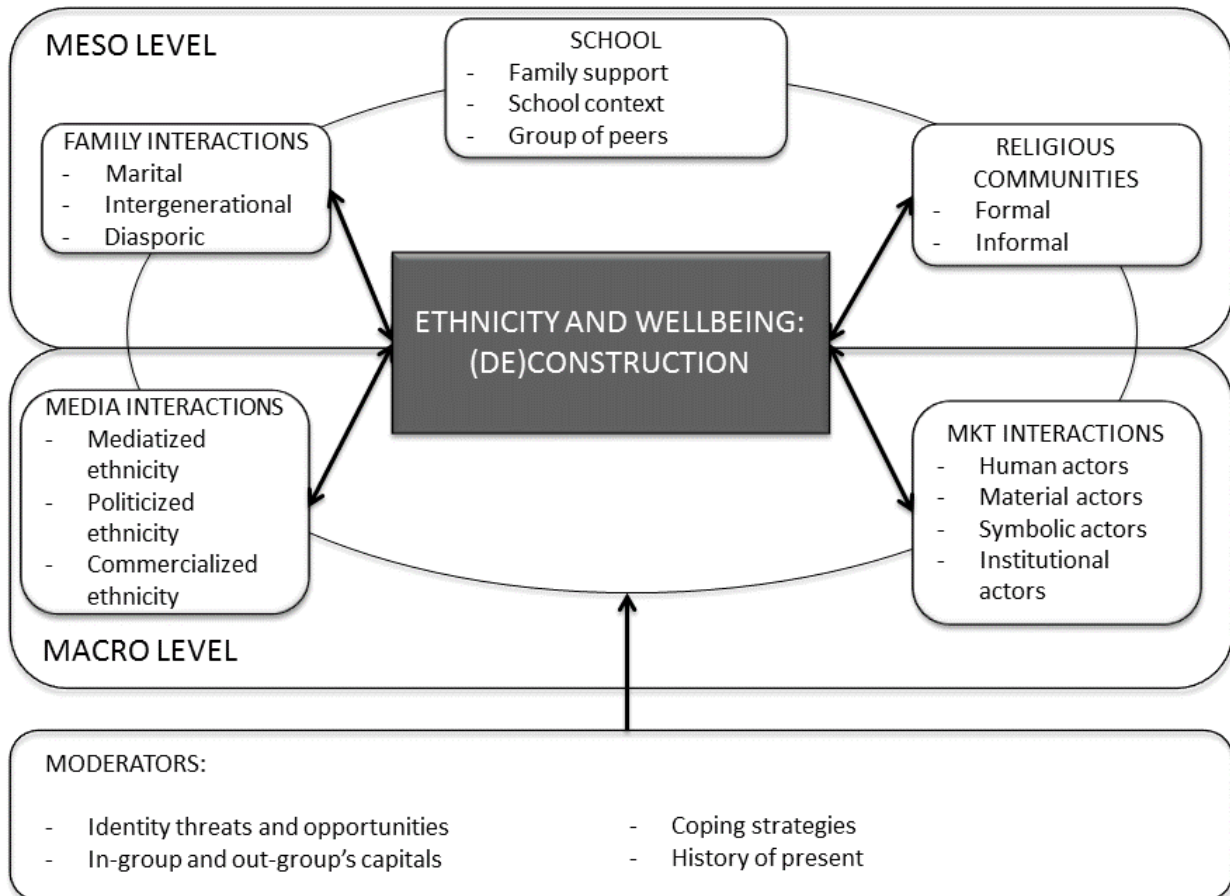 MESO LEVEL
SCHOOL
- Family support
- School context
- Group of peers
FAMILY INTERACTIONS
- Marital
- Intergenerational
- Diasporic
RELIGIOUS
COMMUNITIES
- Formal
- Informal
ETHNICITY AND WELLBEING:
(DE)CONSTRUCTION
MEDIA INTERACTIONS
- Mediatized
ethnicity
- Politicized
ethnicity
- Commercialized
ethnicity
MKT INTERACTIONS
- Human actors
- Material actors
- Symbolic actors
- Institutional
actors
MACRO LEVEL
MODERATORS:
- Identity threats and opportunities
- In-group and out-group's capitals
- Coping strategies
- History of present